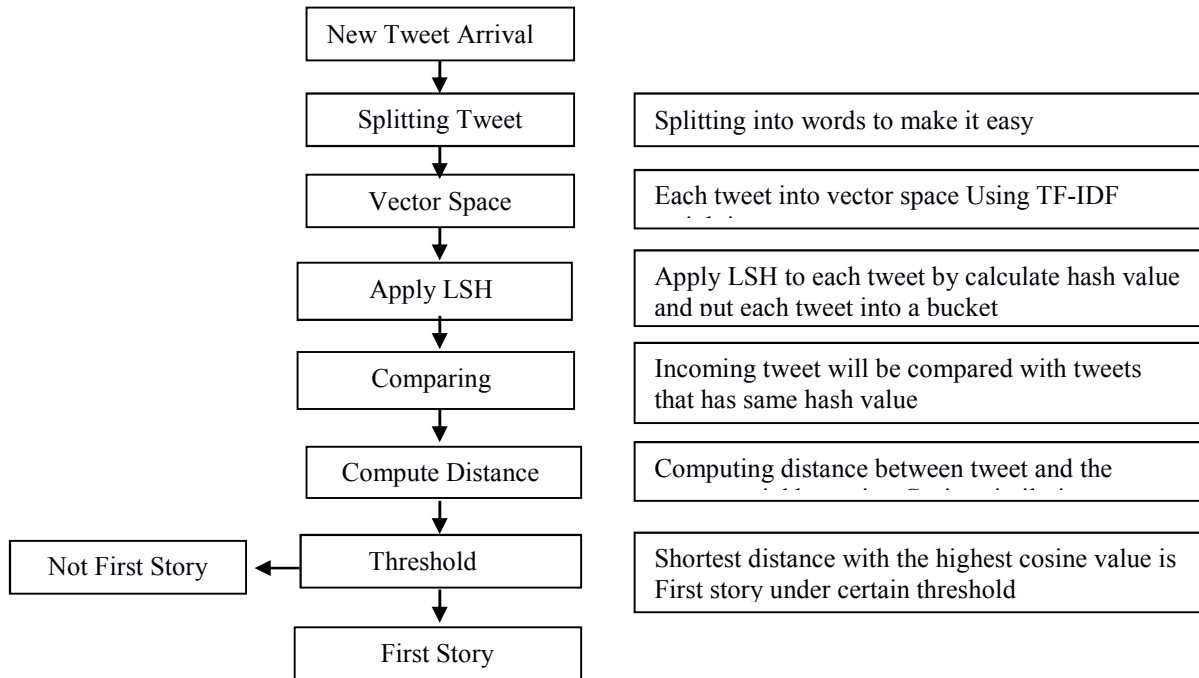 New Tweet Arrival
Splitting Tweet
Splitting into words to make it easy
Vector Space
Each tweet into vector space Using TF-IDF
Apply LSH
Apply LSH to each tweet by calculate hash value
and put each tweet into a bucket
Comparing
Incoming tweet will be compared with tweets
that has same hash value
Compute Distance
Computing distance between tweet and the
Not First Story
Threshold
Shortest distance with the highest cosine value is
First story under certain threshold
First Story